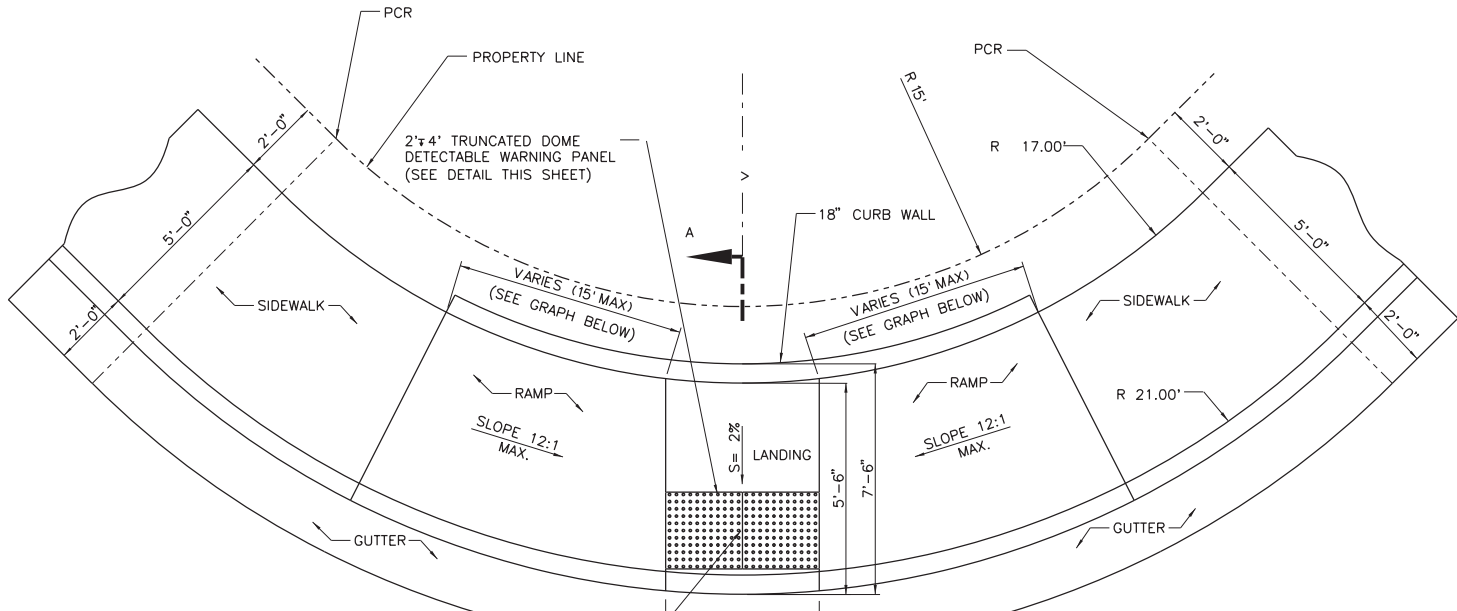 PCR
PROPERTY LINE
PCR
R 15'
2'-0"
2'-0"
2'∓4' TRUNCATED DOME
DETECTABLE WARNING PANEL
(SEE DETAIL THIS SHEET)
R 17.00'
5'-0"
18" CURB WALL
A
5'-0"
VARIES (15' MAX)
(SEE GRAPH BELOW)
VARIES (15' MAX)
(SEE GRAPH BELOW)
SIDEWALK
SIDEWALK
2'-0"
2'-0"
RAMP
RAMP
R 21.00'
SLOPE 12:1
MAX.
SLOPE 12:1
MAX.
S= 2%
LANDING
5'-6"
7'-6"
GUTTER
GUTTER